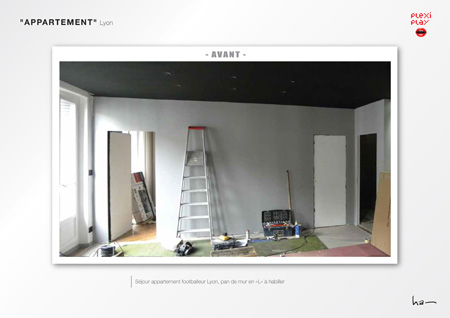 "APPARTEMENT" Lyon
PLEXI
PLAY
- AVANT -
Séjour appartement footballeur Lyon, pan de mur en «L» à habiller
ha—